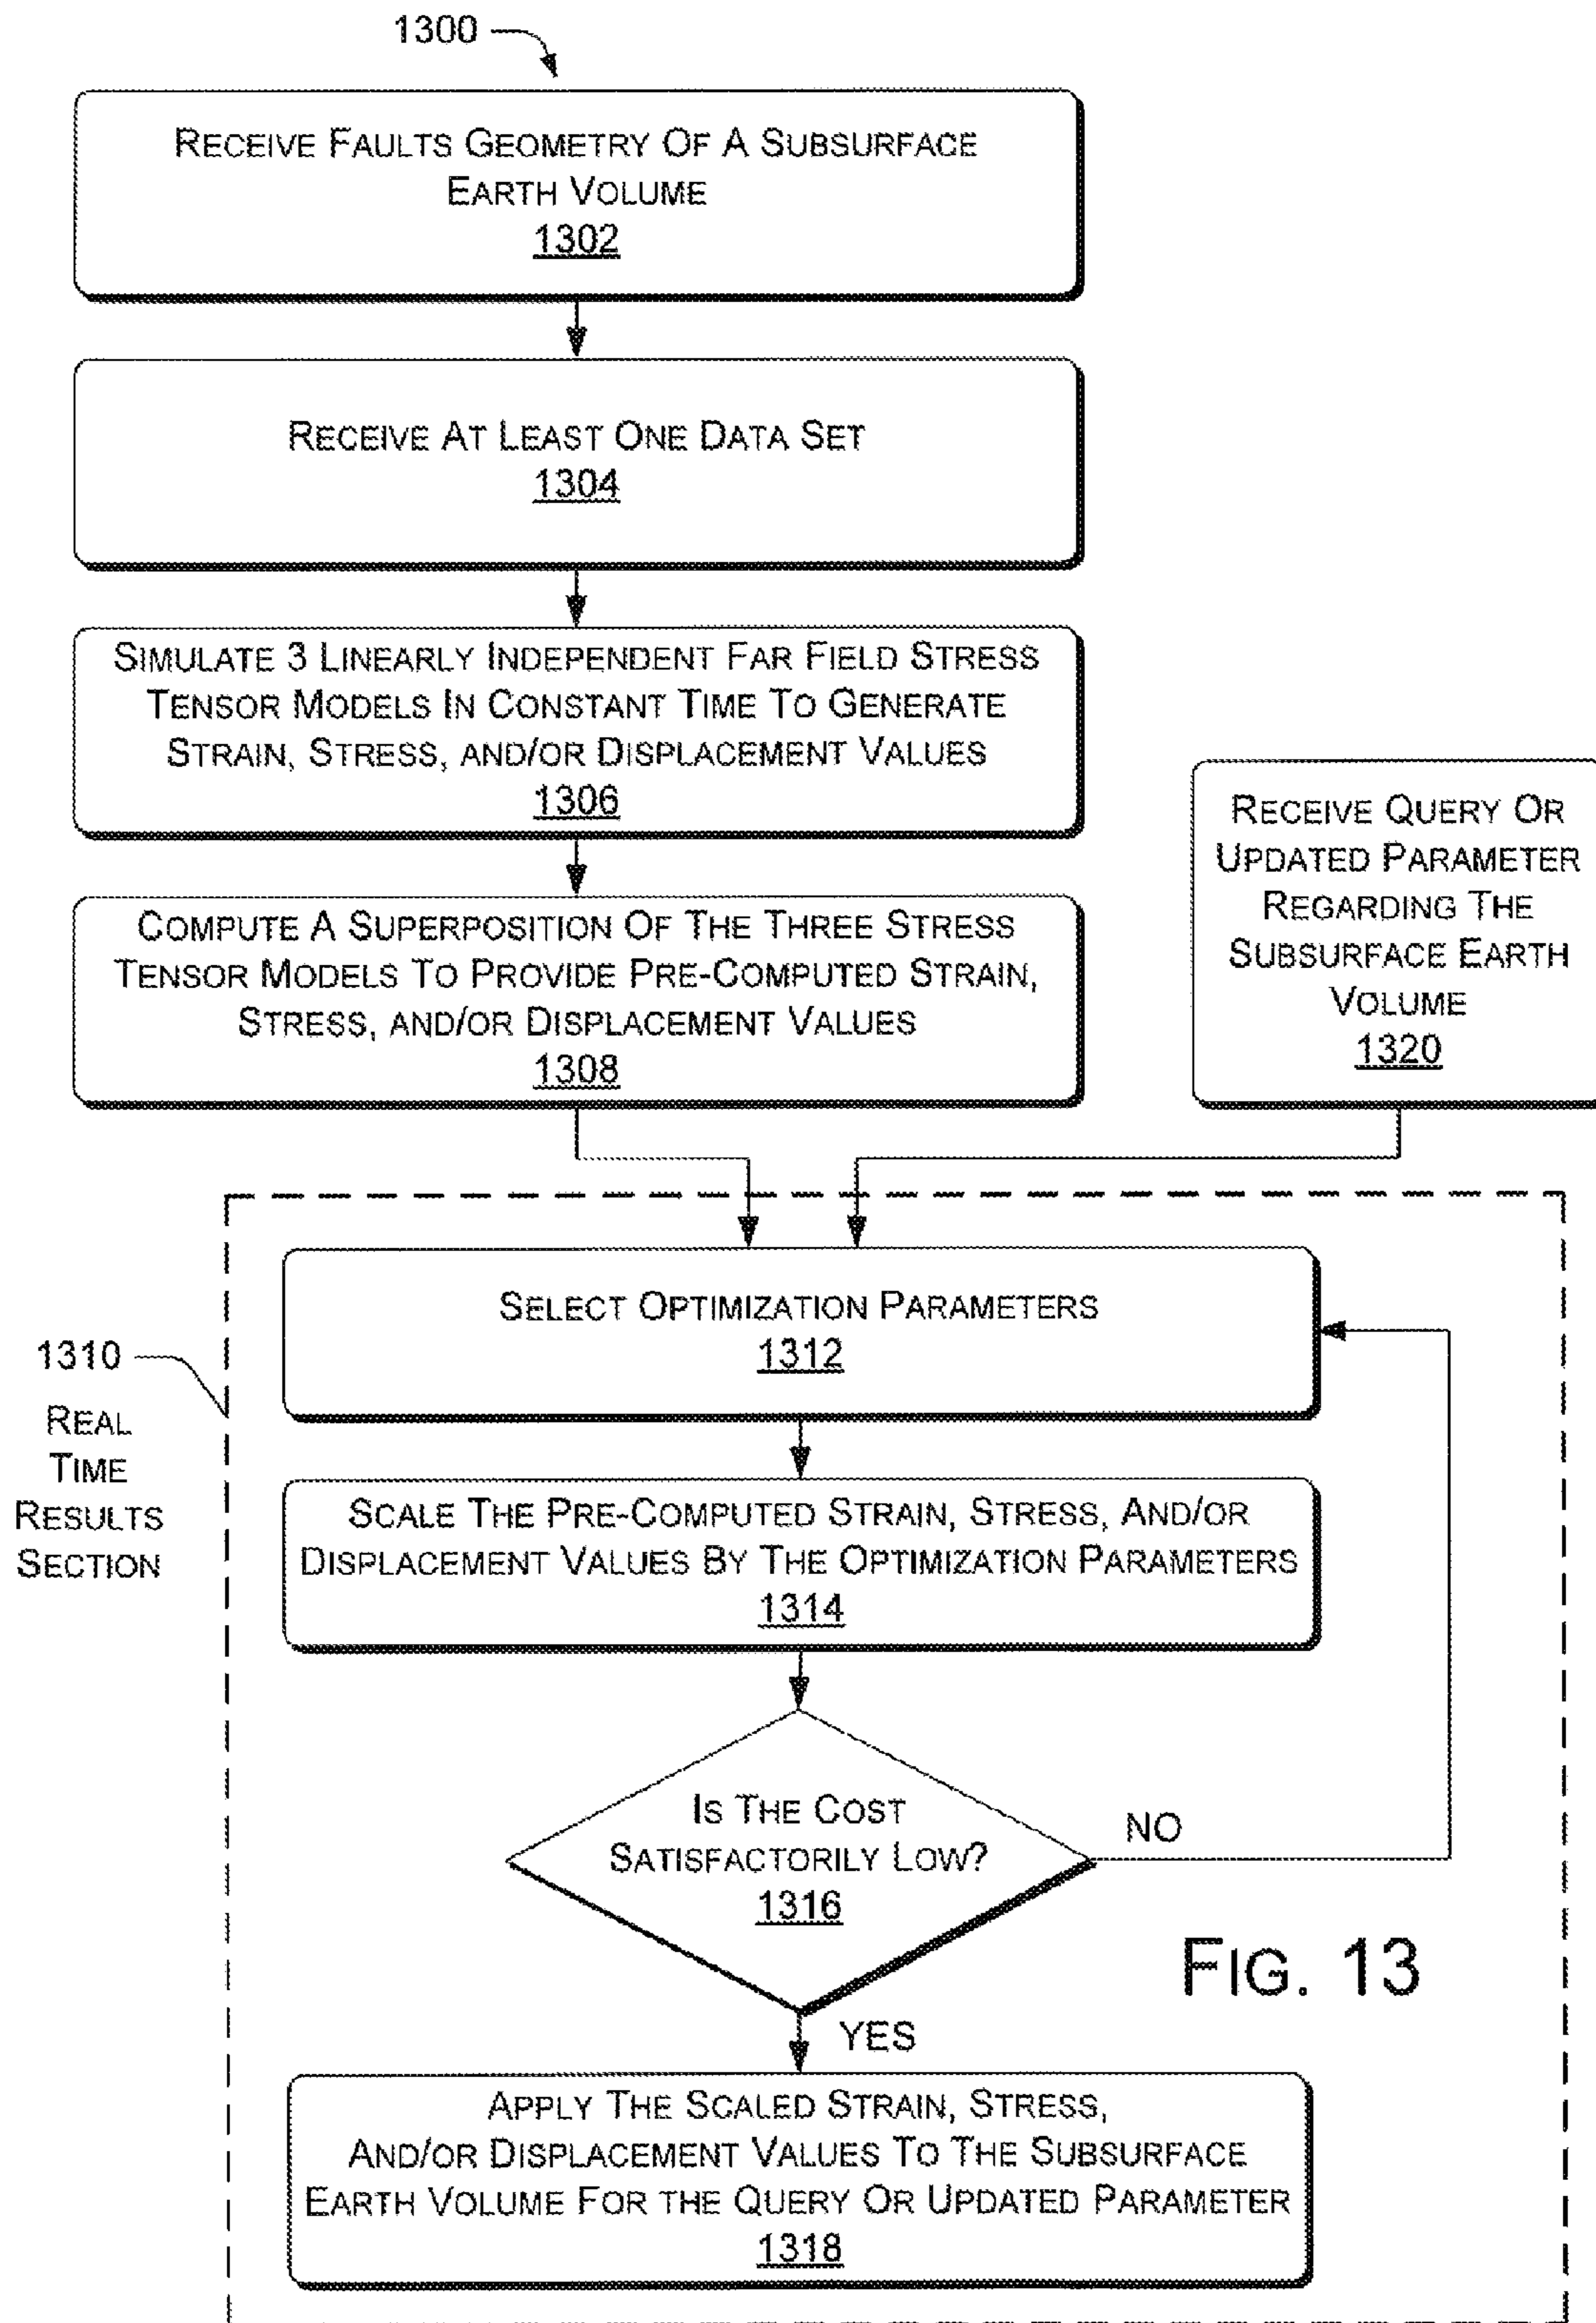 1300
RECEIVE FAULTS GEOMETRY OF A SUBSURFACE
EARTH VOLUME
1302
RECEIVE AT LEAST ONE DATA SET
1304
SIMULATE 3 LINEARLY INDEPENDENT FAR FIELD STRESS
TENSOR MODELS IN CONSTANT TIME TO GENERATE
STRAIN, STRESS, AND/OR DISPLACEMENT VALUES
1306
COMPUTE A SUPERPOSITION OF THE THREE STRESS
TENSOR MODELS TO PROVIDE PRE-COMPUTED STRAIN,
STRESS, AND/OR DISPLACEMENT VALUES
1308
RECEIVE QUERY OR
UPDATED PARAMETER
REGARDING THE
SUBSURFACE EARTH
VOLUME
1320
1310
REAL
TIME
RESULTS
SECTION
SELECT OPTIMIZATION PARAMETERS
1312
SCALE THE PRE-COMPUTED STRAIN, STRESS, AND/OR
DISPLACEMENT VALUES BY THE OPTIMIZATION PARAMETERS
1314
IS THE COST
SATISFACTORILY LOW?
1316
NO
YES
FIG. 13
APPLY THE SCALED STRAIN, STRESS,
AND/OR DISPLACEMENT VALUES TO THE SUBSURFACE
EARTH VOLUME FOR THE QUERY OR UPDATED PARAMETER
1318